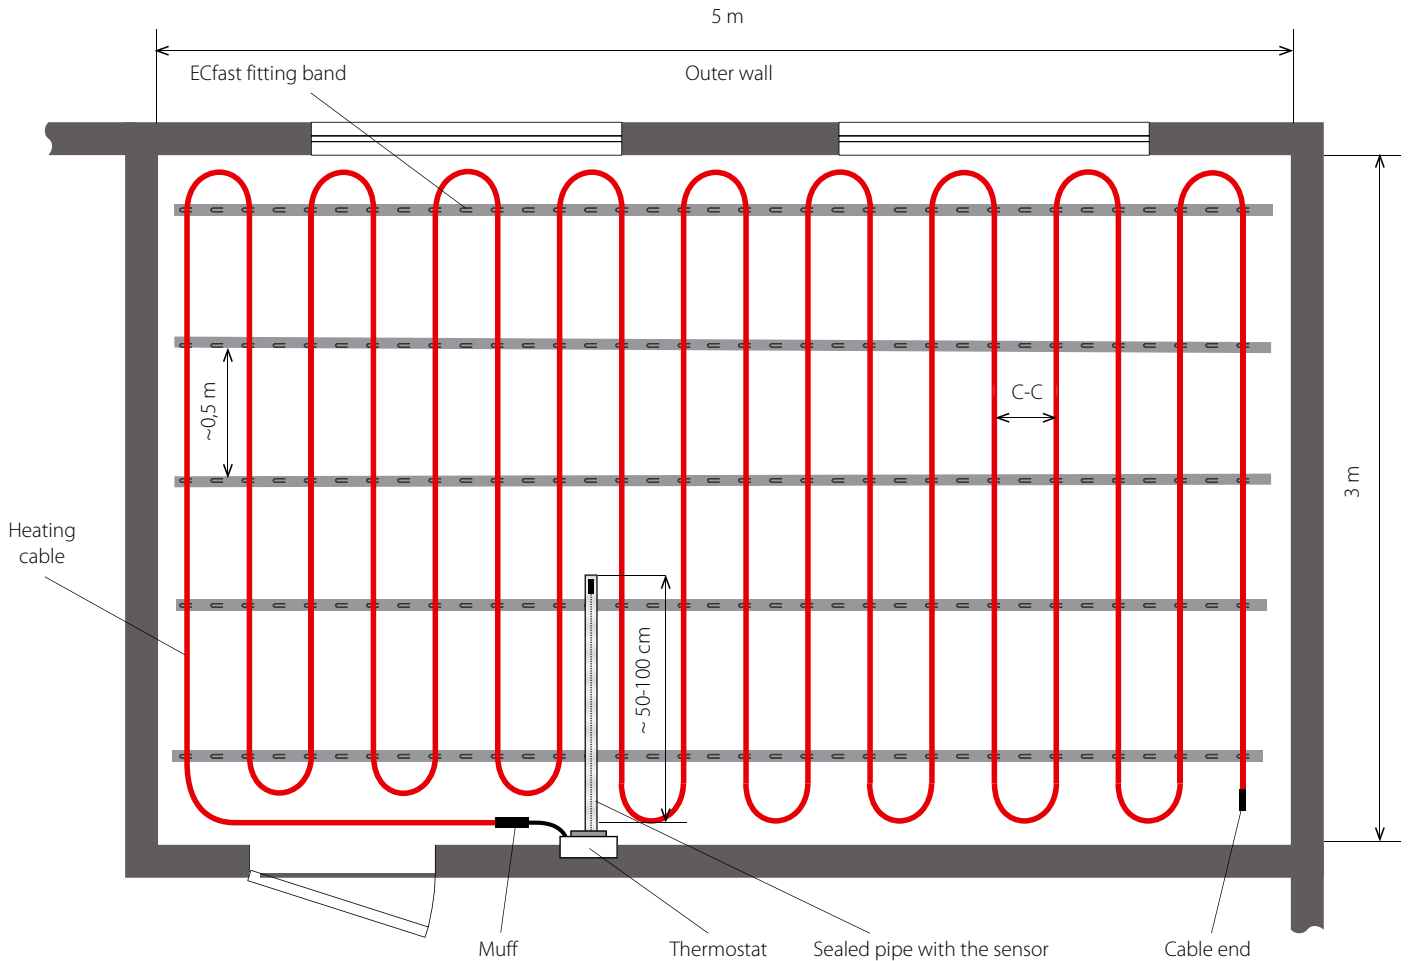 5 m
ECfast fitting band
Outer wall
C-C
~0,5 m
3 m
Heating
cable
~ 50-100 cm
Muff
Thermostat
Sealed pipe with the sensor
Cable end